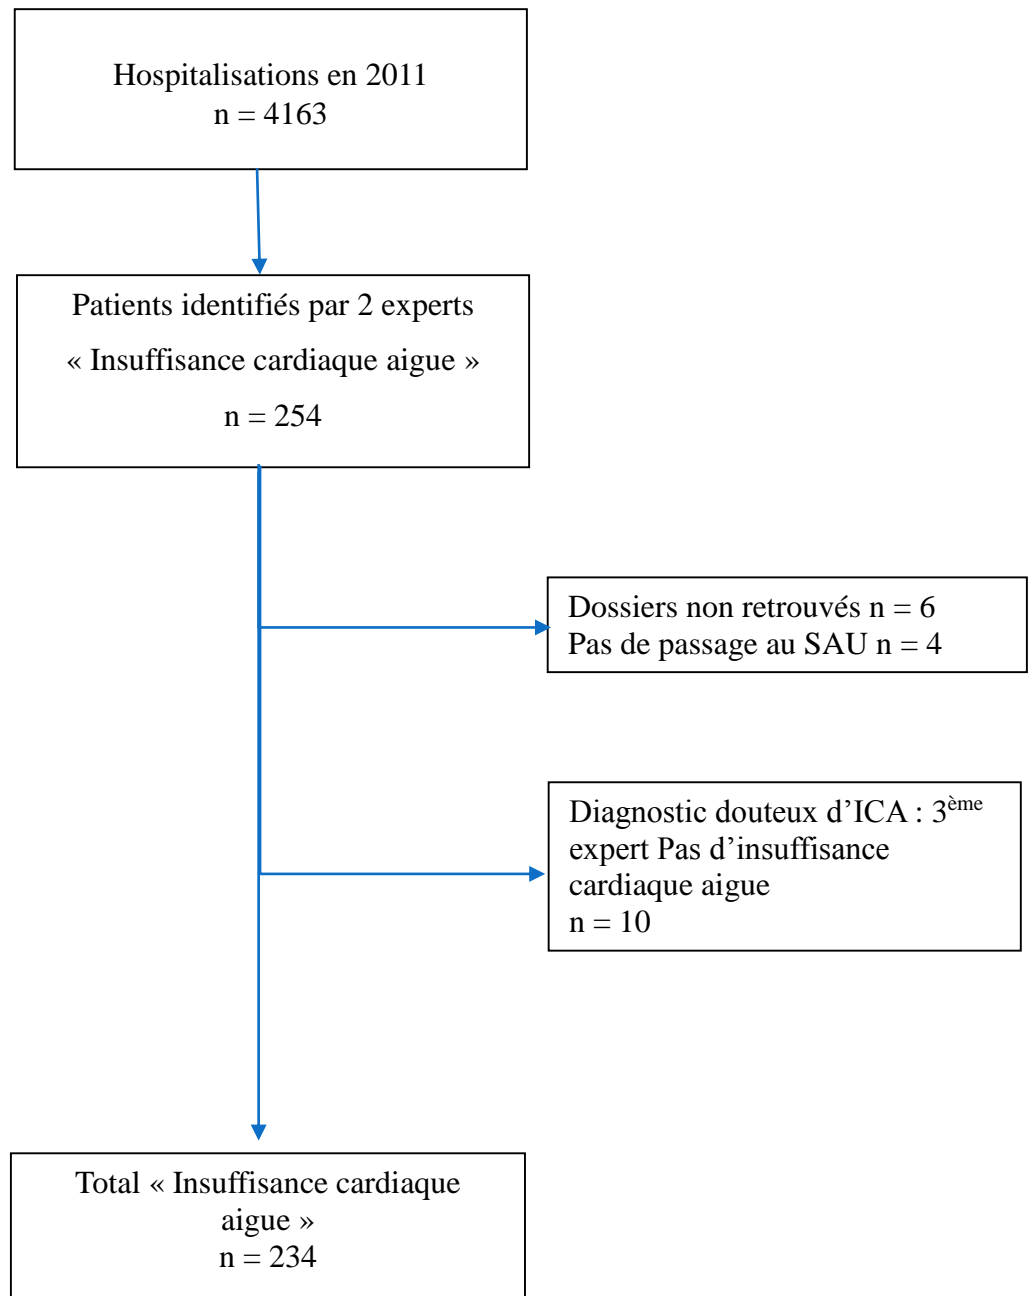 Hospitalisations en 2011
n = 4163
Patients identifiés par 2 experts
« Insuffisance cardiaque aigue »
n = 254
Dossiers non retrouvés n = 6
Pas de passage au SAU n = 4
Diagnostic douteux d’ICA : 3ème
expert Pas d’insuffisance
cardiaque aigue
n = 10
Total « Insuffisance cardiaque
aigue »
n = 234